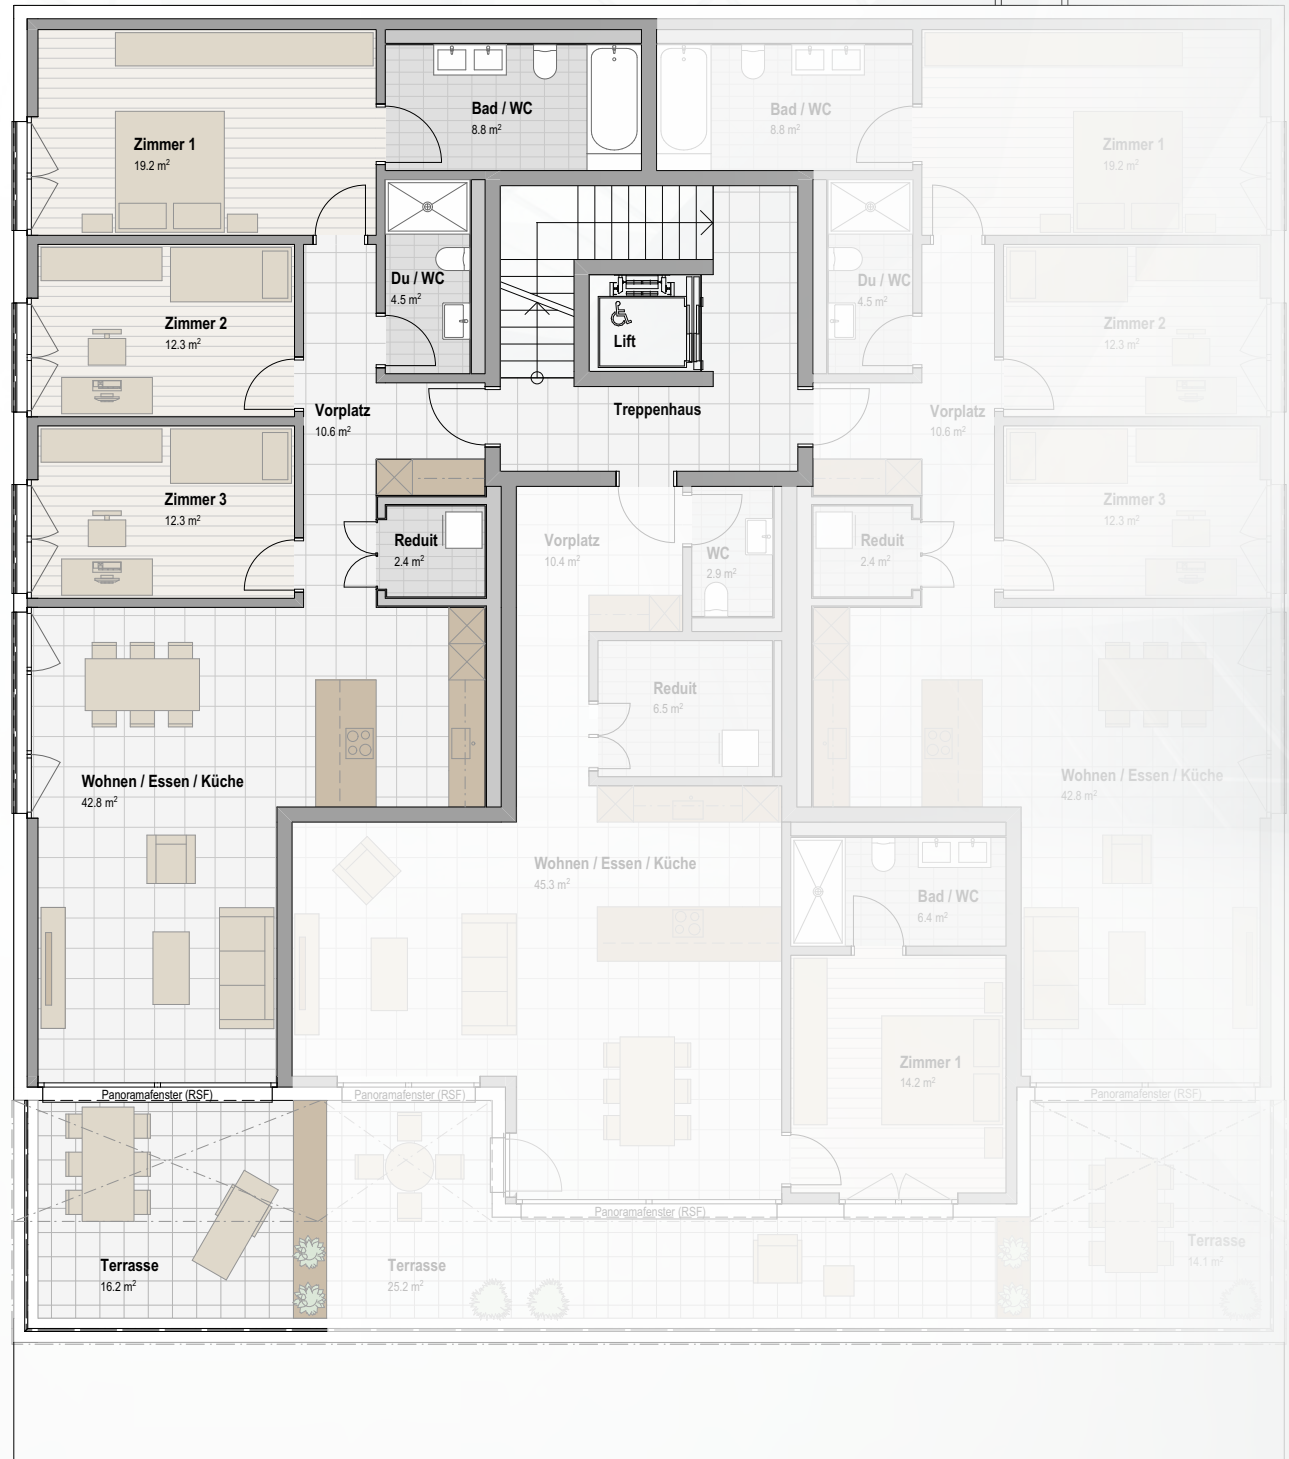 Bad / WC
8.8 m²
Bad / WC
8.8 m²
Zimmer 1
19.2 m²
Zimmer 1
19.2 m²
Du / WC
4.5 m²
Du / WC
4.5 m²
Zimmer 2
12.3 m²
Lift
Zimmer 2
12.3 m²
Vorplatz
10.6 m²
Treppenhaus
Vorplatz
10.6 m²
Zimmer 3
12.3 m²
Zimmer 3
12.3 m²
Reduit
2.4 m²
Vorplatz
10.4 m²
WC
2.9 m²
Reduit
2.4 m²
Reduit
6.5 m²
Wohnen / Essen / Küche
42.8 m²
Wohnen / Essen / Küche
42.8 m²
Wohnen / Essen / Küche
45.3 m²
Bad / WC
6.4 m²
Zimmer 1
14.2 m²
Panoramafenster (RSF)
Panoramafenster (RSF)
Panoramafenster (RSF)
Panoramafenster (RSF)
Terrasse
16.2 m²
Terrasse
25.2 m²
Terrasse
14.1 m²